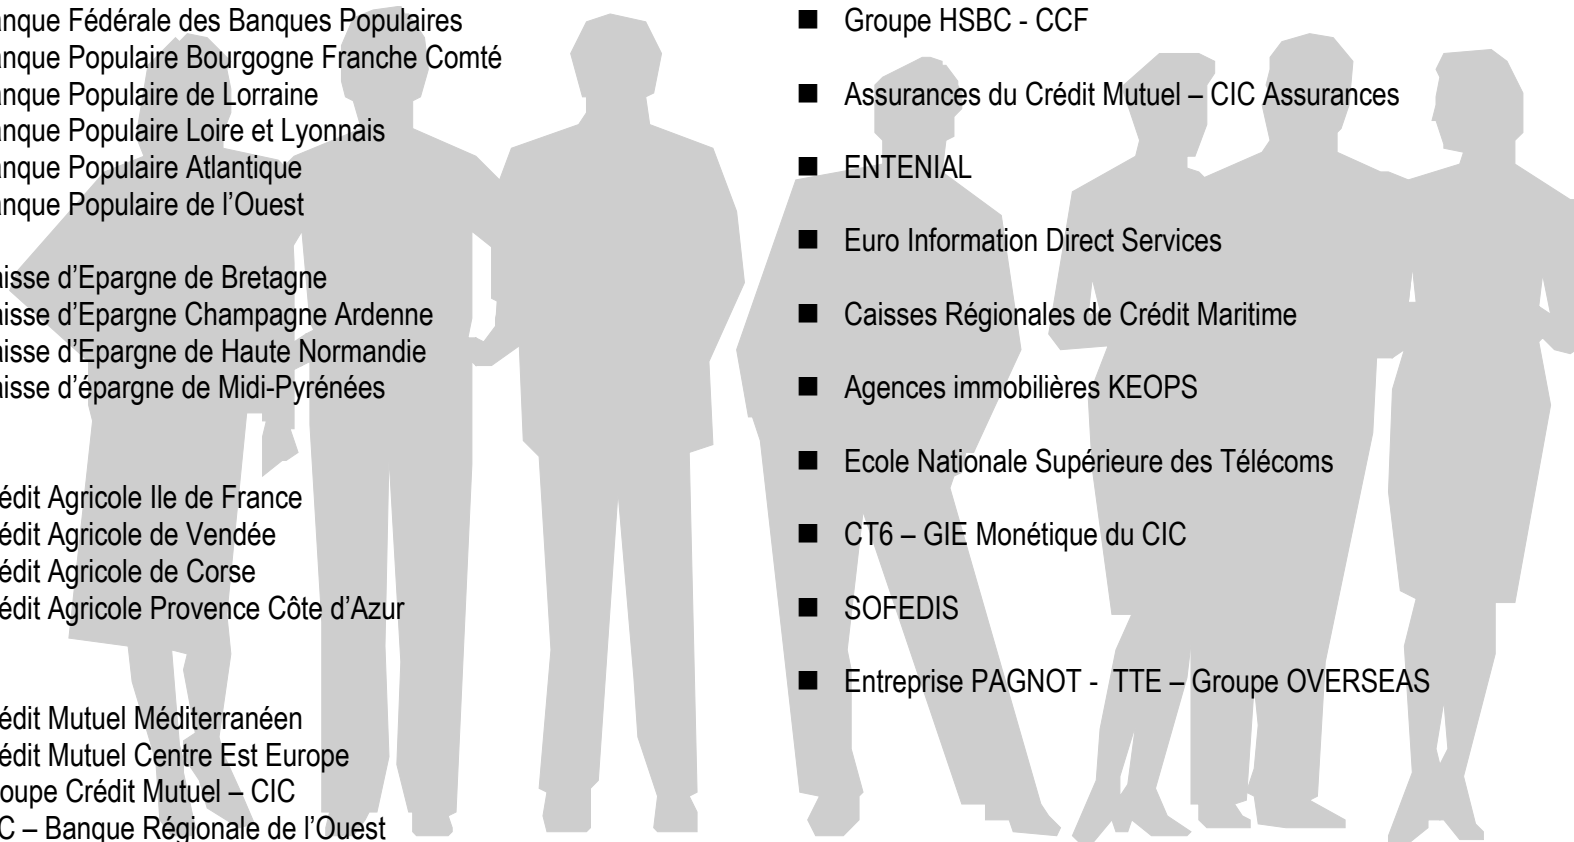 anque Fédérale des Banques Populaires
anque Populaire Bourgogne Franche Comté
anque Populaire de Lorraine
anque Populaire Loire et Lyonnais
anque Populaire Atlantique
anque Populaire de l’Ouest
aisse d’Epargne de Bretagne
aisse d’Epargne Champagne Ardenne
aisse d’Epargne de Haute Normandie
aisse d’épargne de Midi-Pyrénées
édit Agricole Ile de France
édit Agricole de Vendée
édit Agricole de Corse
édit Agricole Provence Côte d’Azur
édit Mutuel Méditerranéen
édit Mutuel Centre Est Europe
oupe Crédit Mutuel – CIC
C – Banque Régionale de l’Ouest
■ Groupe HSBC - CCF
■ Assurances du Crédit Mutuel – CIC Assurances
■ ENTENIAL
■ Euro Information Direct Services
■ Caisses Régionales de Crédit Maritime
■ Agences immobilières KEOPS
■ Ecole Nationale Supérieure des Télécoms
■ CT6 – GIE Monétique du CIC
■ SOFEDIS
■ Entreprise PAGNOT - TTE – Groupe OVERSEAS